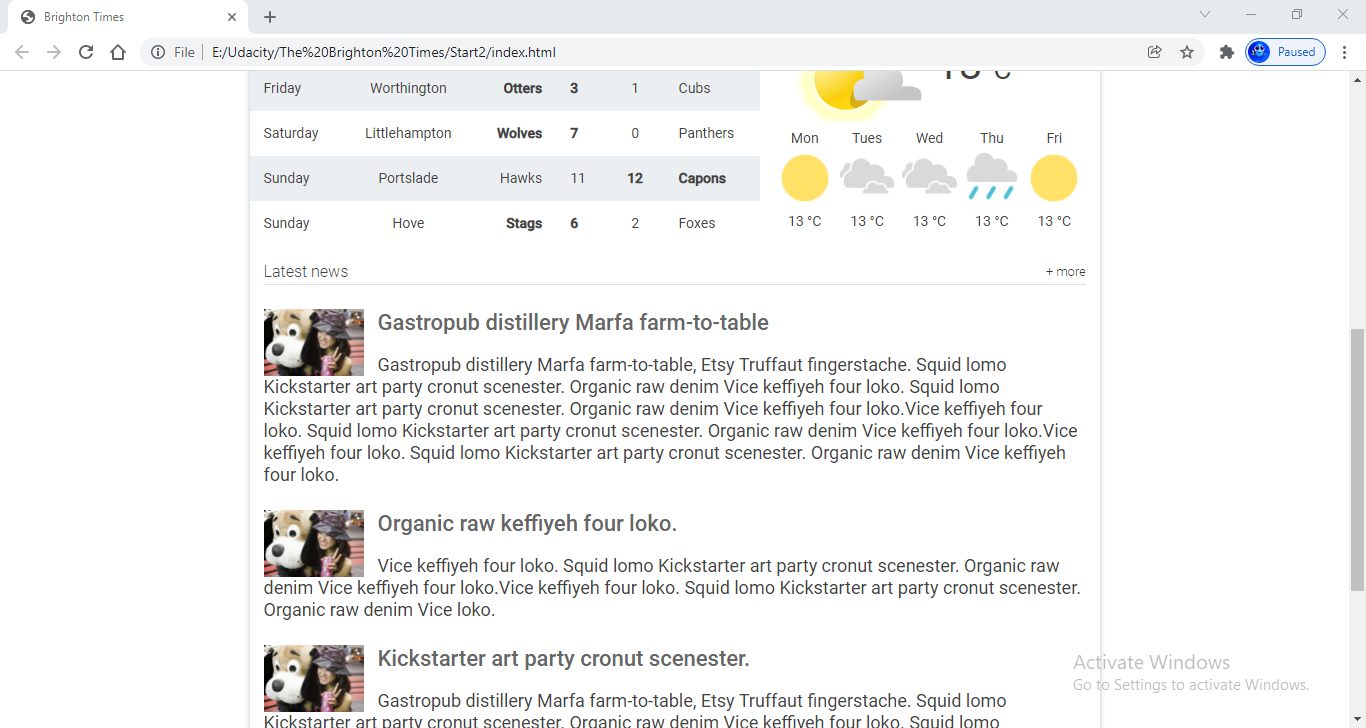 Brighton Times
File E:/Udacity/The%20Brighton%20Times/Start2/index.html Paused
Friday Worthington Otters 3 1 Cubs
Saturday Littlehampton Wolves 7 0 Panthers
Sunday Portslade Hawks 11 12 Capons
Sunday Hove Stags 6 2 Foxes
Mon Tues Wed Thu Fri
13 °C 13 °C 13 °C 13 °C 13 °C
Latest news + more
Gastropub distillery Marfa farm-to-table
Gastropub distillery Marfa farm-to-table, Etsy Truffaut fingerstache. Squid lomo
Kickstarter art party cronut scenester. Organic raw denim Vice keffiyeh four loko. Squid lomo
Kickstarter art party cronut scenester. Organic raw denim Vice keffiyeh four loko.Vice keffiyeh four
loko. Squid lomo Kickstarter art party cronut scenester. Organic raw denim Vice keffiyeh four loko.Vice
keffiyeh four loko. Squid lomo Kickstarter art party cronut scenester. Organic raw denim Vice keffiyeh
four loko.
Organic raw keffiyeh four loko.
Vice keffiyeh four loko. Squid lomo Kickstarter art party cronut scenester. Organic raw
denim Vice keffiyeh four loko.Vice keffiyeh four loko. Squid lomo Kickstarter art party cronut scenester.
Organic raw denim Vice loko.
Kickstarter art party cronut scenester.
Gastropub distillery Marfa farm-to-table, Etsy Truffaut fingerstache. Squid lomo
Kickstarter art party cronut scenester. Organic raw denim Vice keffiyeh four loko. Squid lomo
Activate Windows
Go to Settings to activate Windows.